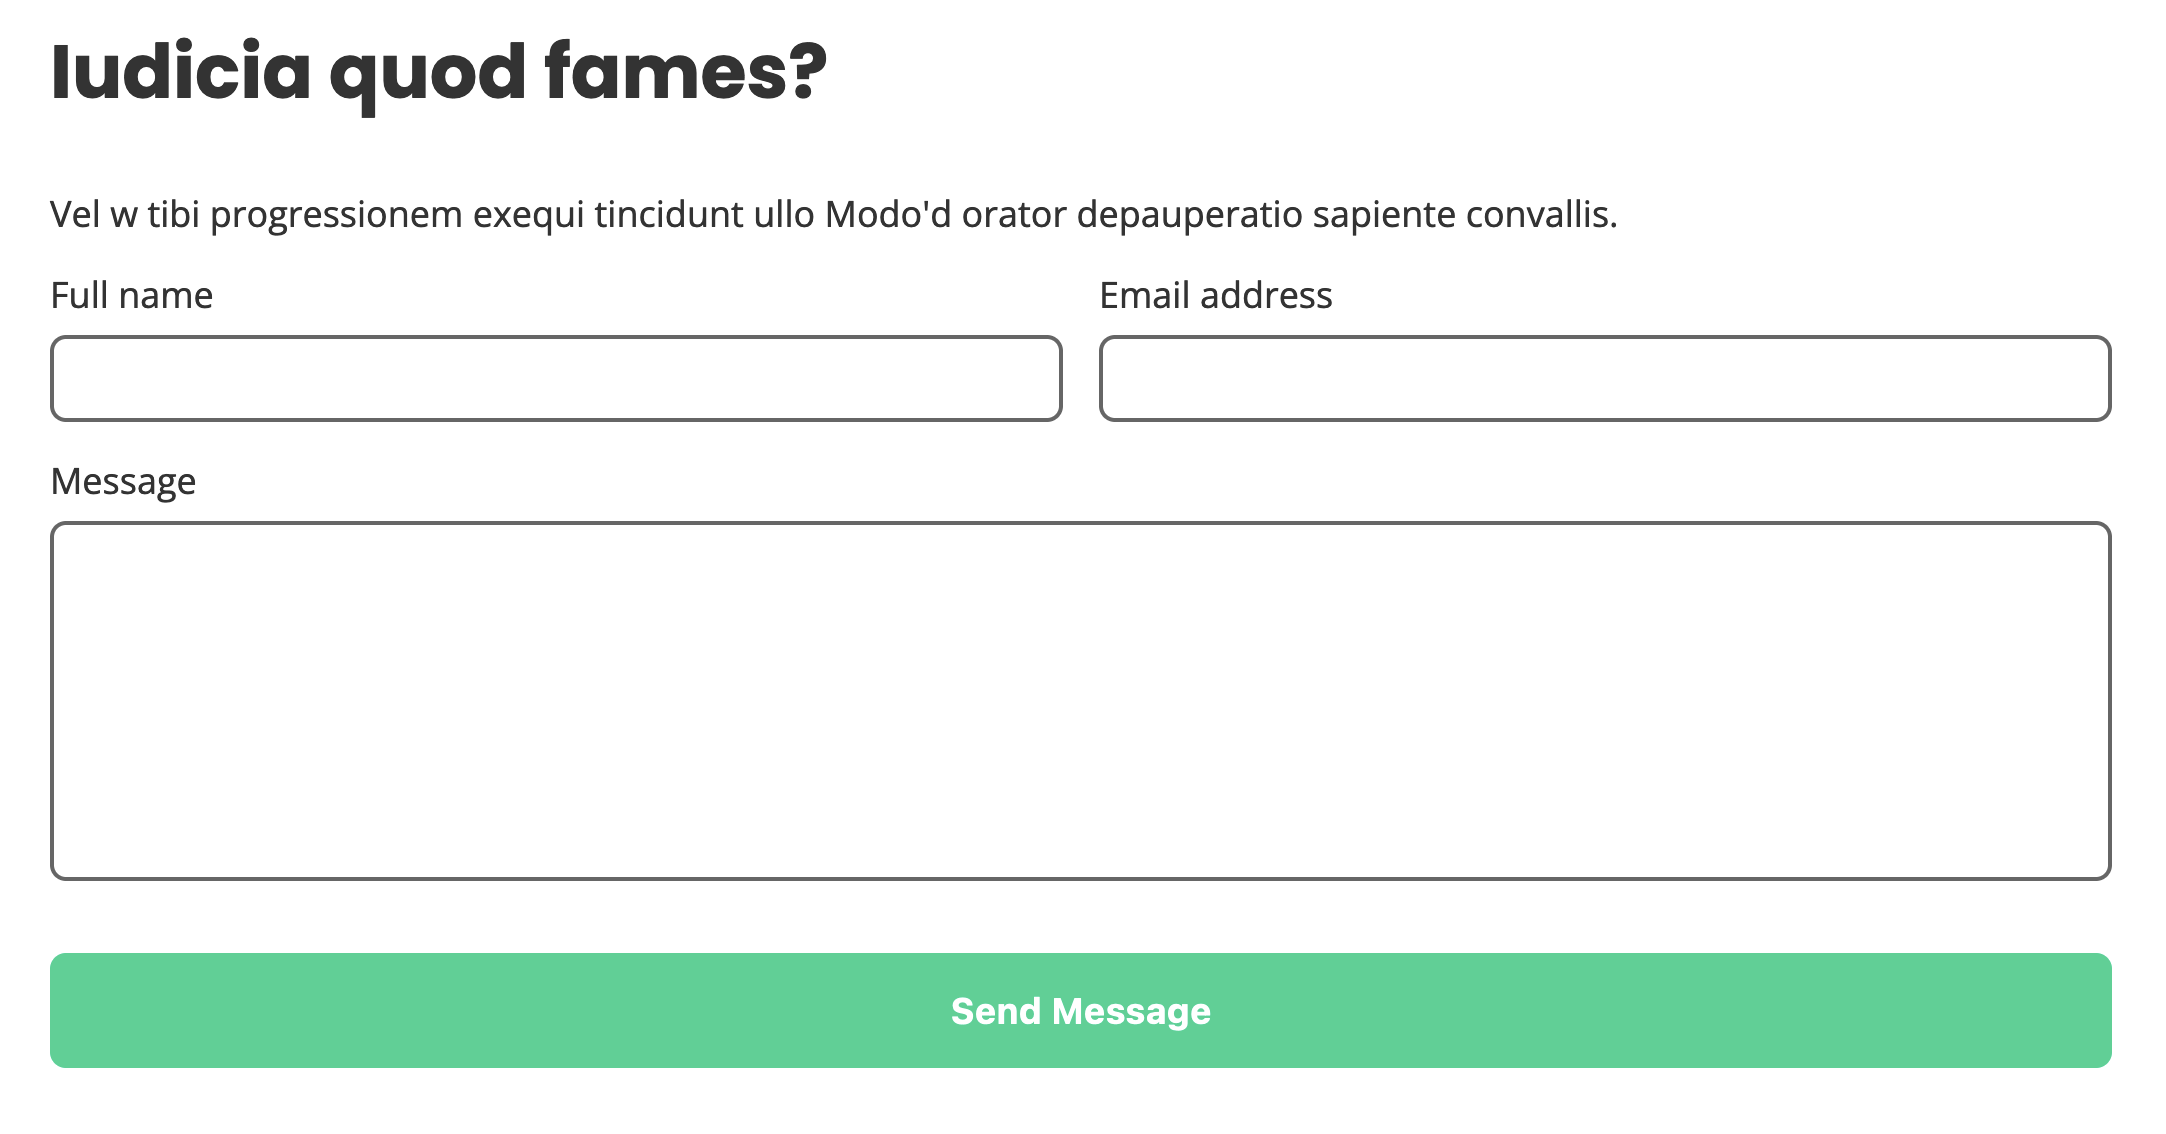 Iudicia quod fames?
Vel w tibi progressionem exequi tincidunt ullo Modo'd orator depauperatio sapiente convallis.
Full name
Email address
Message
Send Message